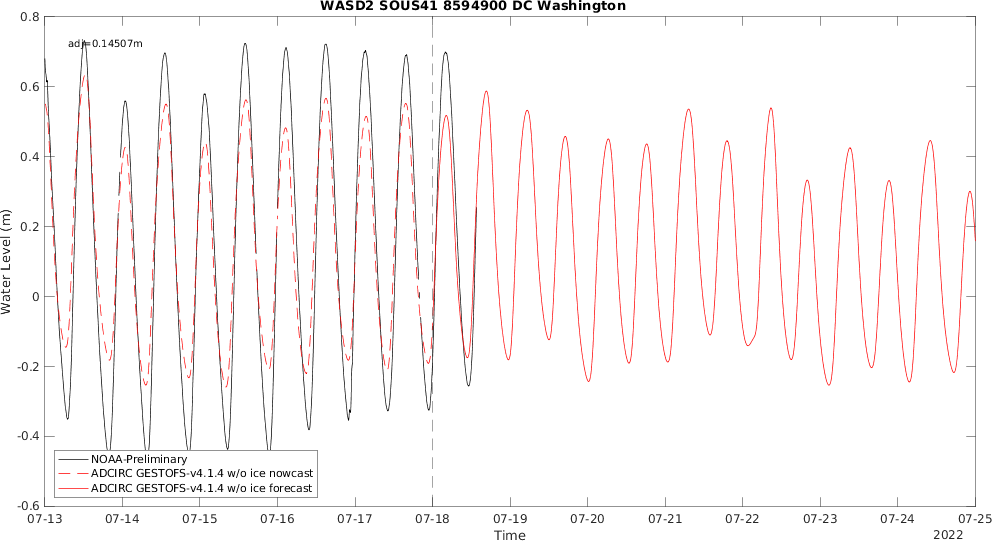 WASD2 SOUS41 8594900 DC Washington
adj=0.14507m
0.8
0.6
0.4
0.2
0
-0.2
-0.4
-0.6
Water Level (m)
NOAA-Preliminary
ADCIRC GESTOFS-v4.1.4 w/o ice nowcast
ADCIRC GESTOFS-v4.1.4 w/o ice forecast
07-13 07-14 07-15 07-16 07-17 07-18 07-19 07-20 07-21 07-22 07-23 07-24 07-25
Time
2022